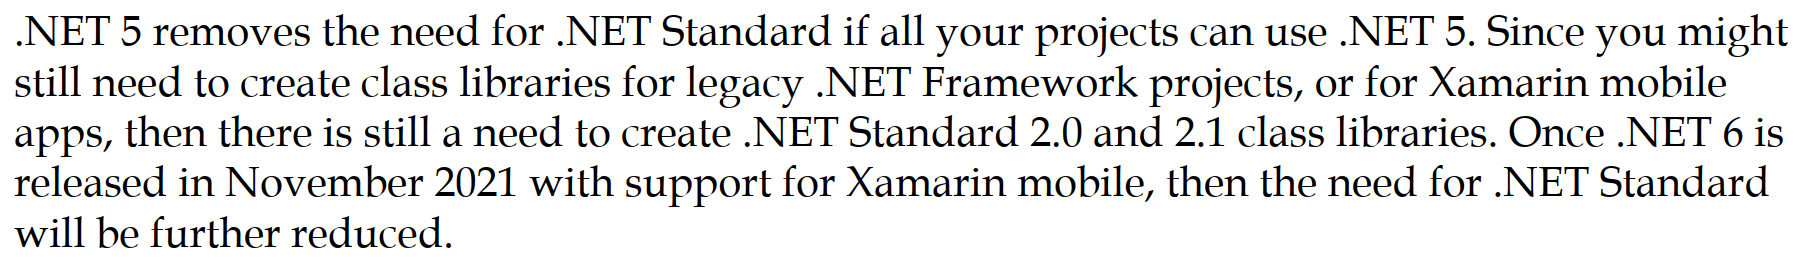 .NET 5 removes the need for .NET Standard if all your projects can use .NET 5. Since you might
still need to create class libraries for legacy .NET Framework projects, or for Xamarin mobile
apps, then there is still a need to create .NET Standard 2.0 and 2.1 class libraries. Once .NET 6 is
released in November 2021 with support for Xamarin mobile, then the need for .NET Standard
will be further reduced.